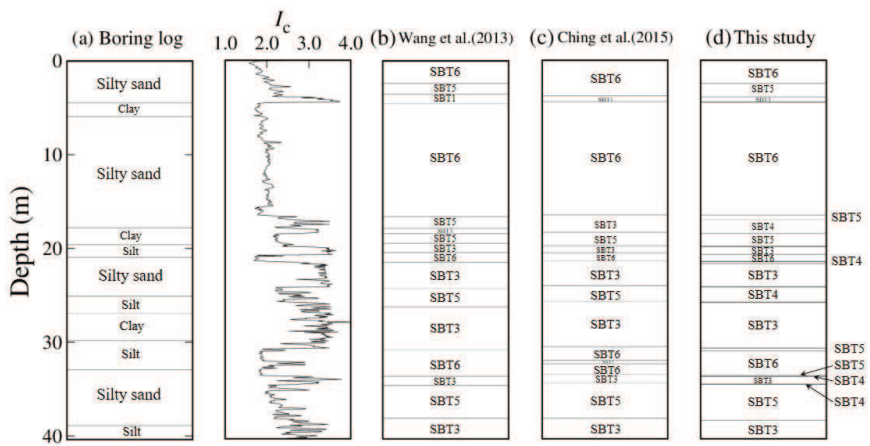 I_c
(a) Boring log
1.0 2.0 3.0 4.0
(b) Wang et al.(2013)
(c) Ching et al.(2015)
(d) This study
Depth (m)
0
10
20
30
40
Silty sand
Clay
Silty sand
Clay
Silt
Silty sand
Silt
Clay
Silt
Silty sand
Silt
SBT6
SBT5
SBT1
SBT6
SBT5
SBT5
SBT3
SBT6
SBT3
SBT5
SBT3
SBT6
SBT3
SBT5
SBT3
SBT6
SBT6
SBT3
SBT5
SBT3
SBT6
SBT3
SBT5
SBT3
SBT6
SBT6
SBT3
SBT5
SBT3
SBT6
SBT5
SBT6
SBT4
SBT5
SBT3
SBT6
SBT3
SBT4
SBT3
SBT6
SBT3
SBT5
SBT3
SBT5
SBT4
SBT5
SBT5
SBT4
SBT4